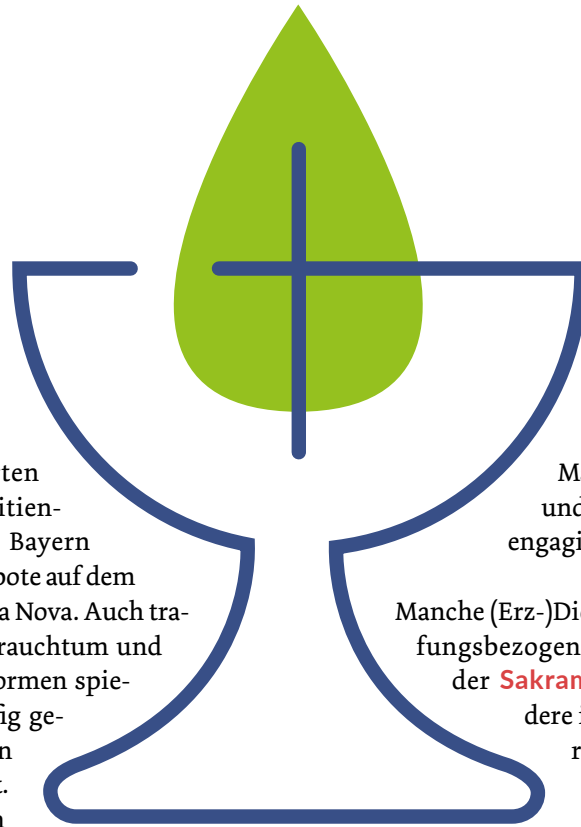 ten
itien-
Bayern
bote auf dem
a Nova. Auch tra-
rauchtum und
ormen spie-
fig ge-
n
t.
Manche (Erz-)Di
und
engagi
fungsbezogen
der Sakram
dere i
r